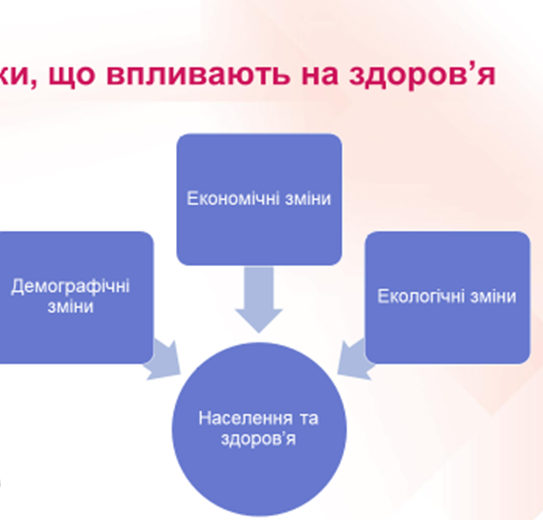 ки, що впливають на здоров’я
Економічні зміни
Демографічні
зміни
Екологічні зміни
Населення та
здоров’я